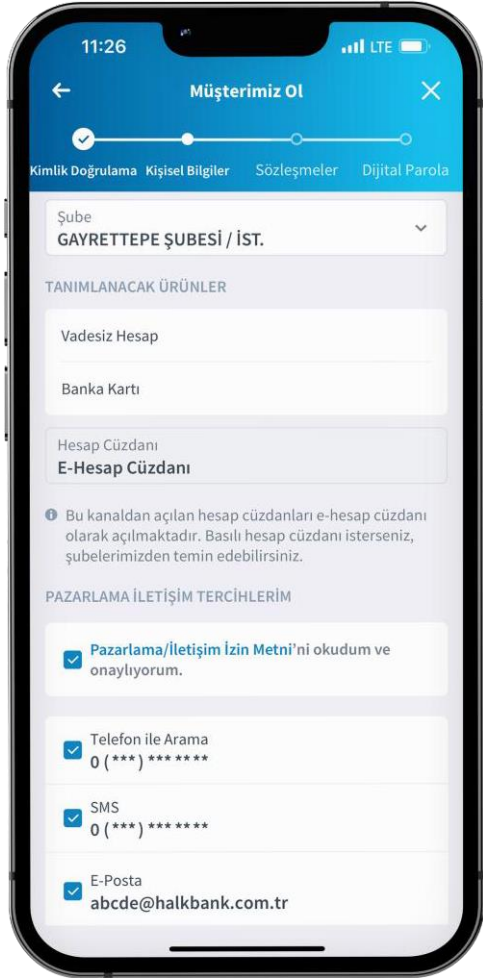 11:26
LTE
Müşterimiz Ol
Kimlik Doğrulama Kişisel Bilgiler Sözleşmeler Dijital Parola
Şube
GAYRETTEPE ŞUBESİ / İST.
TANIMLANACAK ÜRÜNLER
Vadesiz Hesap
Banka Kartı
Hesap Cüzdanı
E-Hesap Cüzdanı
Bu kanaldan açılan hesap cüzdanları e-hesap cüzdanı
olarak açılmaktadır. Basılı hesap cüzdanı isterseniz,
şubelerimizden temin edebilirsiniz.
PAZARLAMA İLETİŞİM TERCİHLERİM
Pazarlama/İletişim İzin Metni’ni okudum ve
onaylıyorum.
Telefon ile Arama
0 (***) *** ** **
SMS
0 (***) *** ** **
E-Posta
abcde@halkbank.com.tr